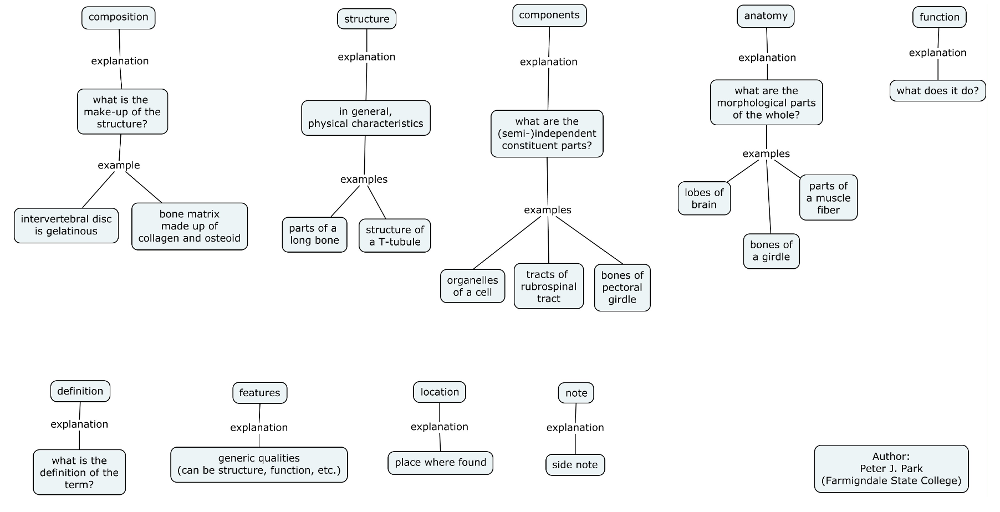 composition
explanation
what is the
make-up of the
structure?
example
intervertebral disc
is gelatinous
bone matrix
made up of
collagen and osteoid
structure
explanation
in general,
physical characteristics
examples
parts of a
long bone
structure of
a T-tubule
components
explanation
what are the
(semi-)independent
constituent parts?
examples
organelles
of a cell
tracts of
rubrospinal
tract
bones of
pectoral
girdle
anatomy
explanation
what are the
morphological parts
of the whole?
examples
lobes of
brain
bones of
a girdle
parts of
a muscle
fiber
function
explanation
what does it do?
definition
explanation
what is the
definition of the
term?
features
explanation
generic qualities
(can be structure, function, etc.)
location
explanation
place where found
note
explanation
side note
Author:
Peter J. Park
(Farmigndale State College)